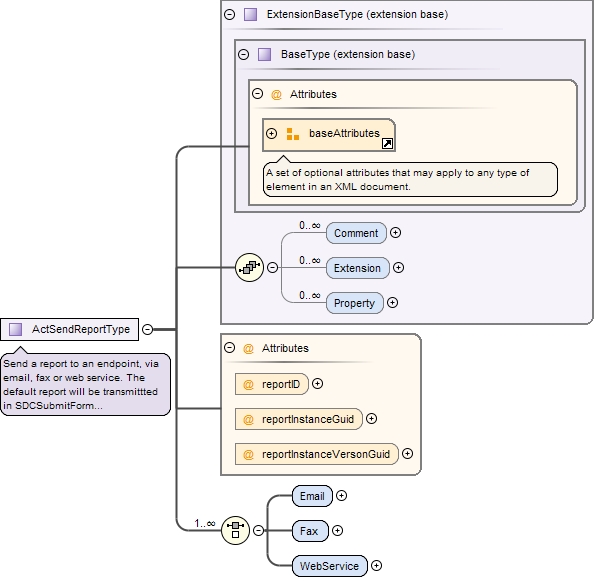 ExtensionBaseType (extension base)
BaseType (extension base)
@ Attributes
baseAttributes
A set of optional attributes that may apply to any type of
element in an XML document.
0..∞
Comment
0..∞
Extension
0..∞
Property
ActSendReportType
Send a report to an endpoint, via
email, fax or web service. The
default report will be transmittted
in SDCSubmitForm...
@ Attributes
@ reportID
@ reportInstanceGuid
@ reportInstanceVersonGuid
1..∞
Email
Fax
WebService